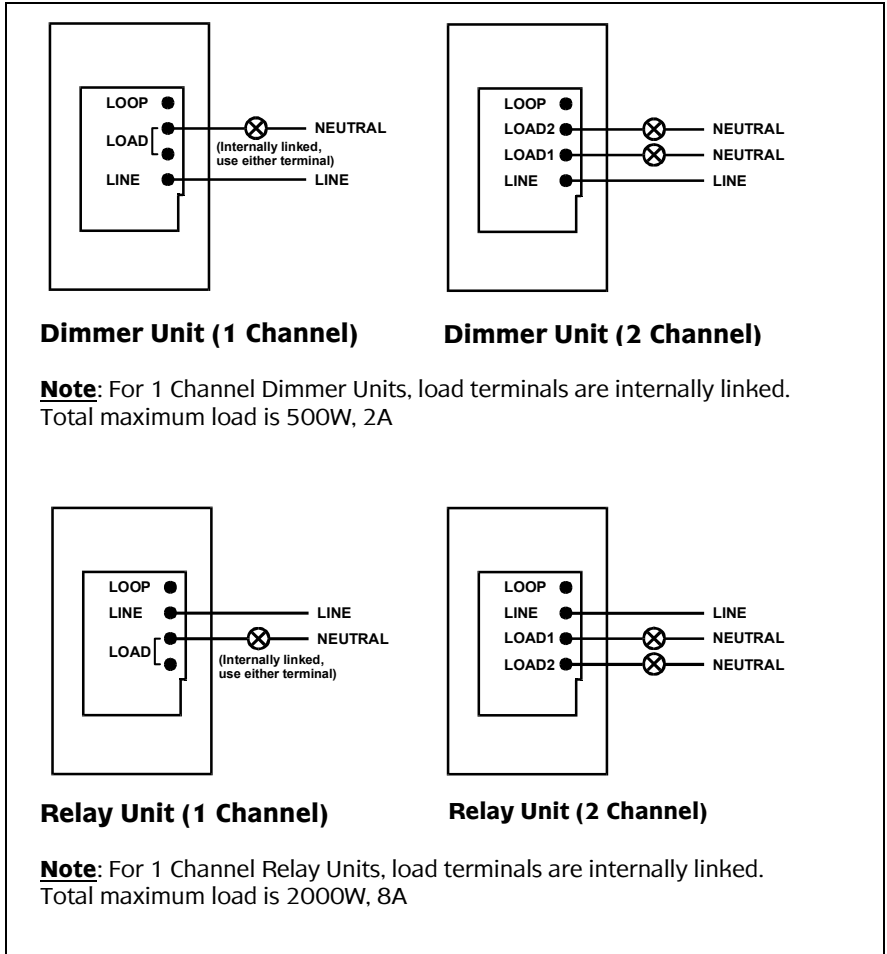 LOOP
LOAD
NEUTRAL
(Internally linked,
use either terminal)
LINE
LINE
LOOP
LOAD2
NEUTRAL
LOAD1
NEUTRAL
LINE
LINE
Dimmer Unit (1 Channel)
Dimmer Unit (2 Channel)
Note: For 1 Channel Dimmer Units, load terminals are internally linked.
Total maximum load is 500W, 2A
LOOP
LINE
LINE
LOAD
NEUTRAL
(Internally linked,
use either terminal)
LOOP
LINE
LINE
LOAD1
NEUTRAL
LOAD2
NEUTRAL
Relay Unit (1 Channel)
Relay Unit (2 Channel)
Note: For 1 Channel Relay Units, load terminals are internally linked.
Total maximum load is 2000W, 8A